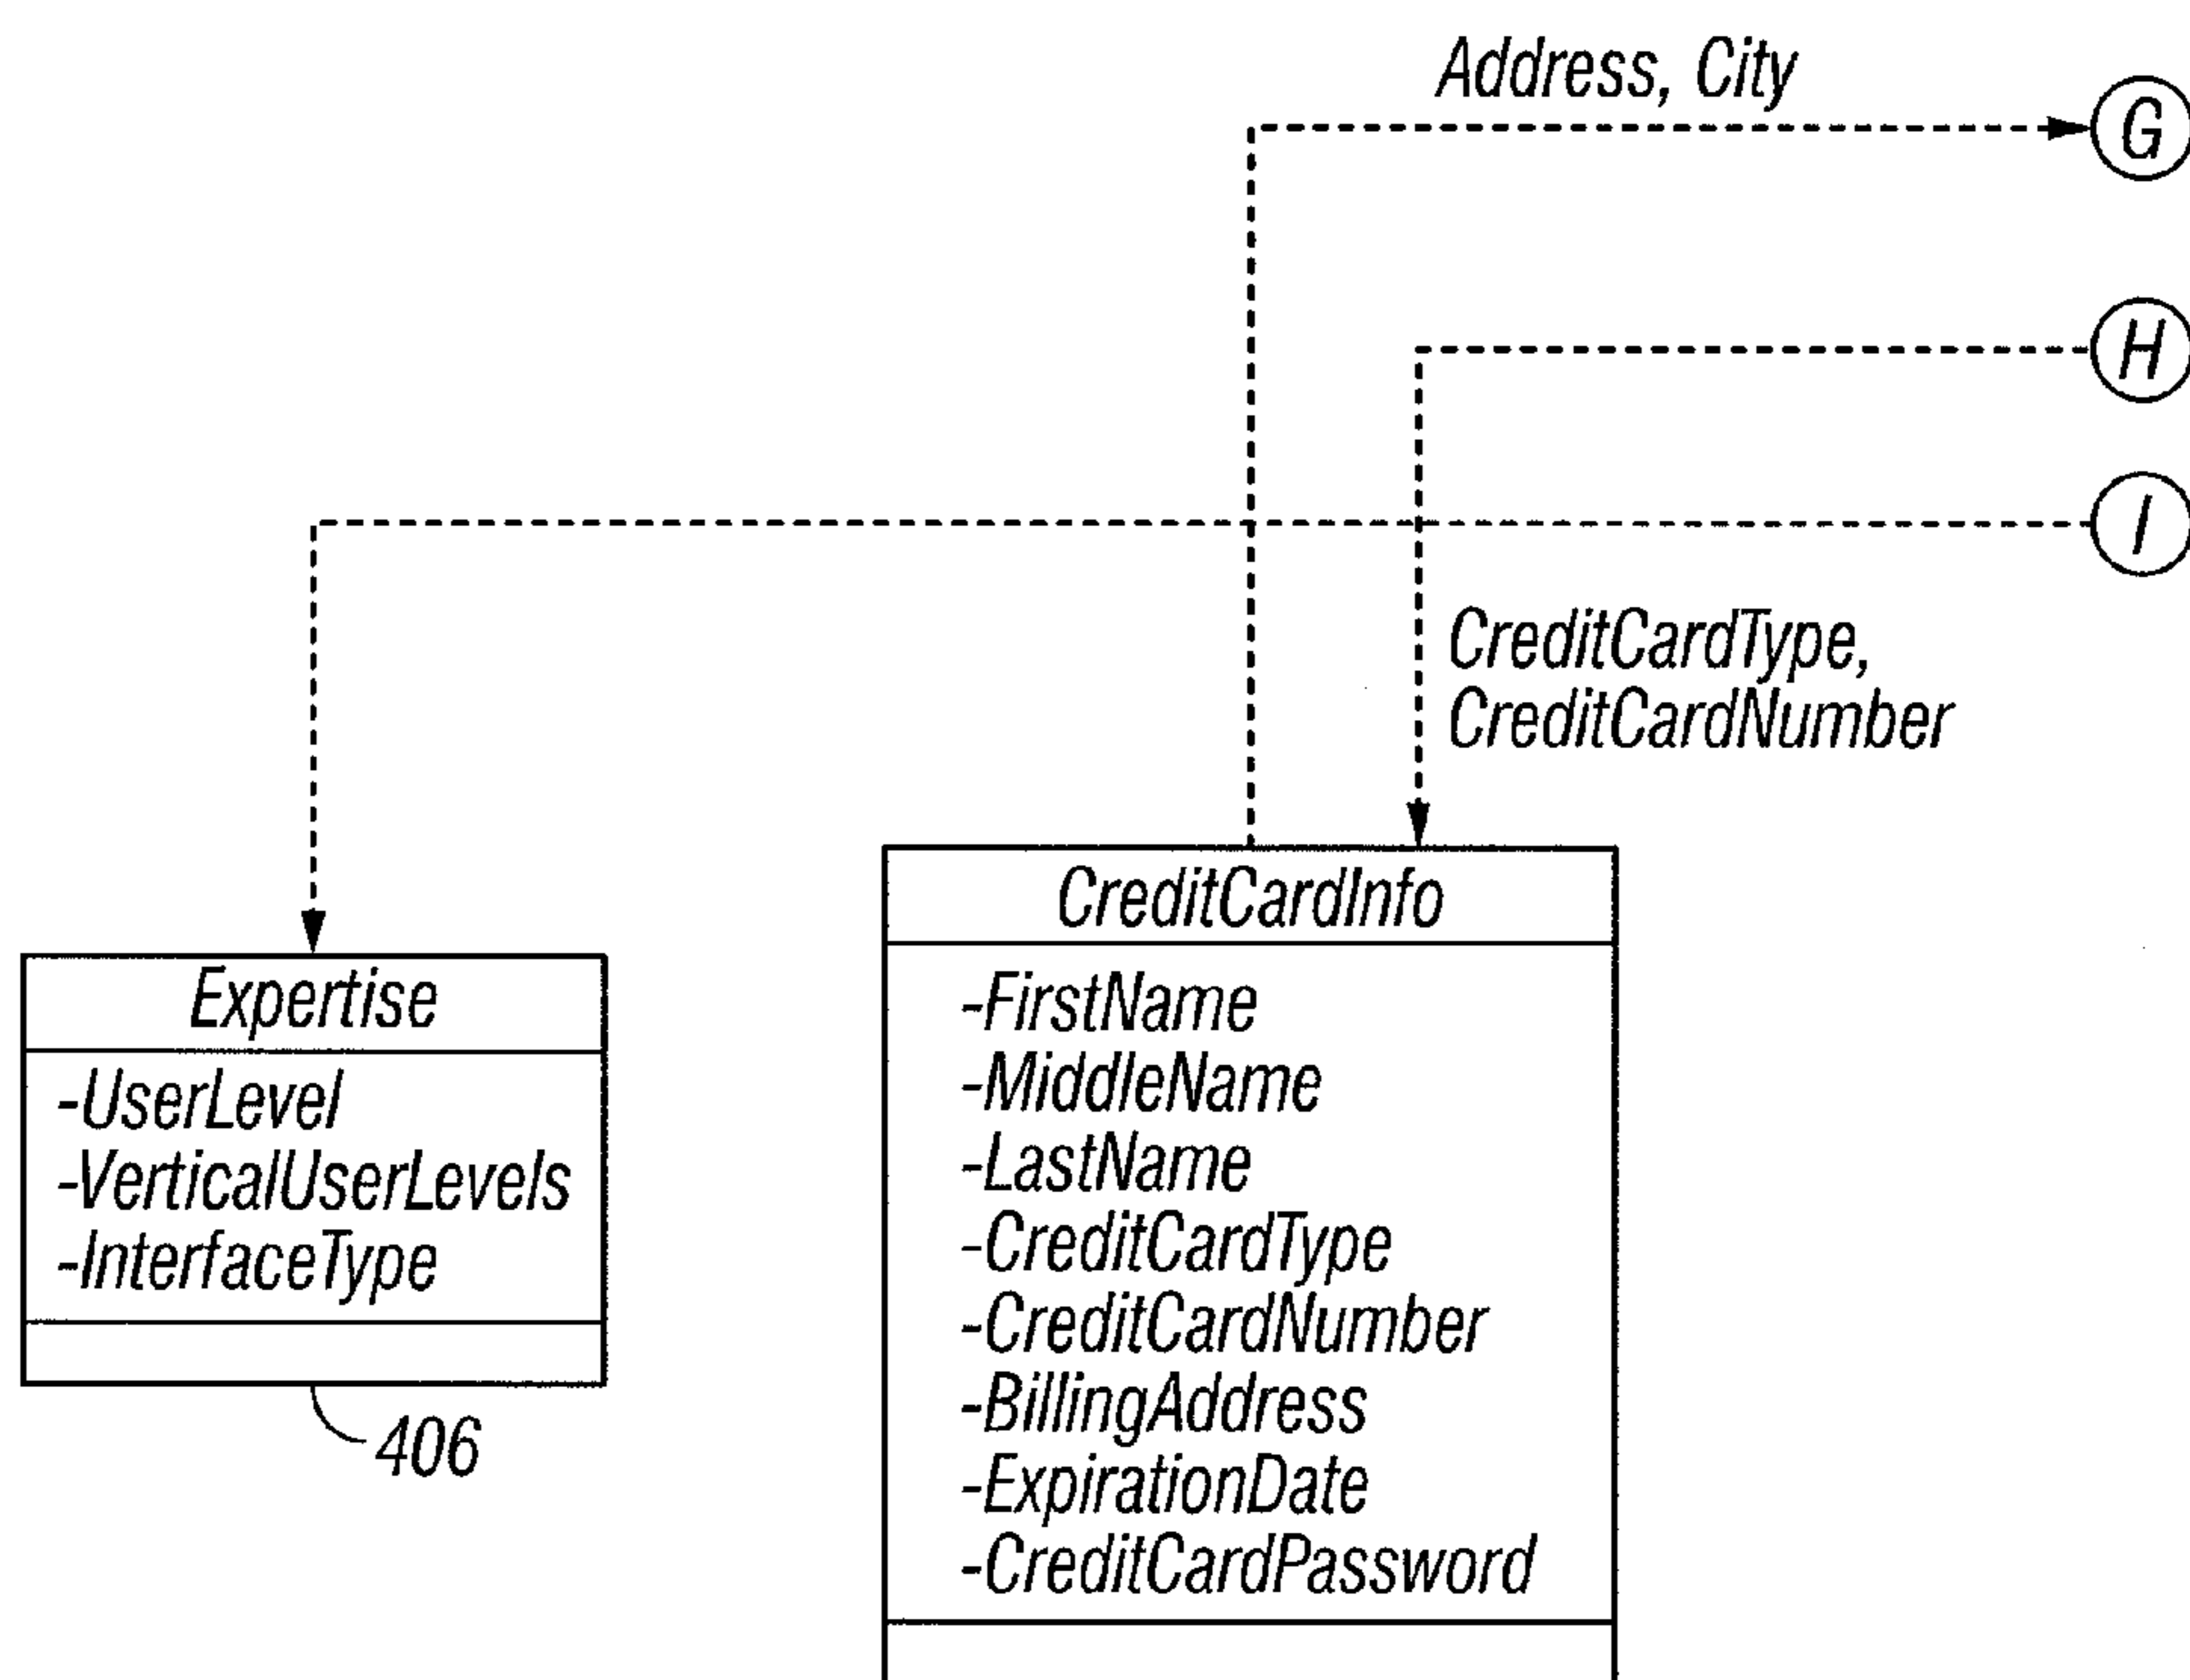 Address, City
G
H
I
CreditCardType,
CreditCardNumber
CreditCardInfo
-FirstName
-MiddleName
-LastName
-CreditCardType
-CreditCardNumber
-BillingAddress
-ExpirationDate
-CreditCardPassword
Expertise
-UserLevel
-VerticalUserLevels
-InterfaceType
406